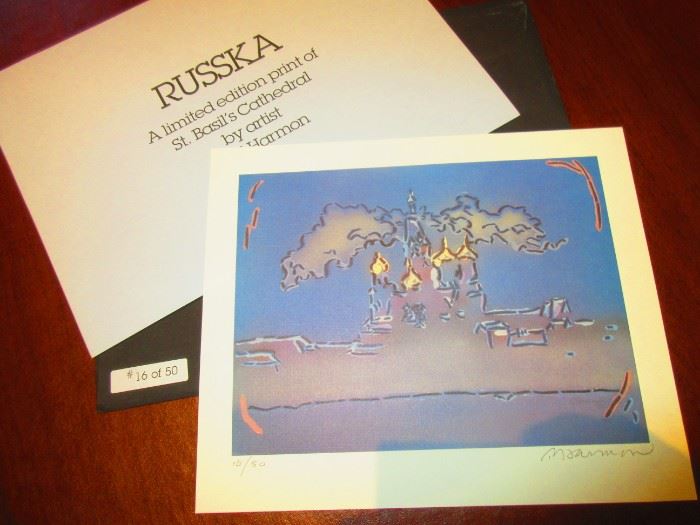 RUSSKA
A limited edition print of
St. Basil's Cathedral
by artist
Harmon
#16 of 50
16/50
Harmon